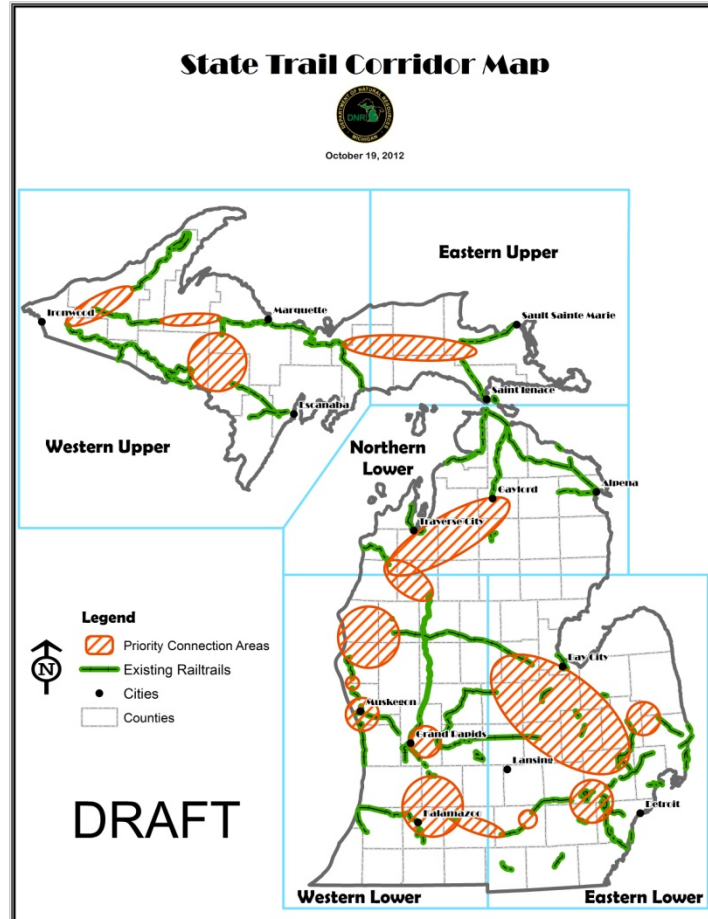 State Trail Corridor Map
DEPARTMENT OF NATURAL RESOURCES
DNR
MICHIGAN
October 19, 2012
Eastern Upper
Ironwood
Marquette
Sault Sainte Marie
Saint Ignace
Escanaba
Western Upper
Northern
Lower
Gaylord
Alpena
Traverse City
Legend
Priority Connection Areas
Existing Railtrails
Cities
Counties
N
Bay City
Muskegon
Grand Rapids
Lansing
Kalamazoo
Detroit
DRAFT
Western Lower
Eastern Lower